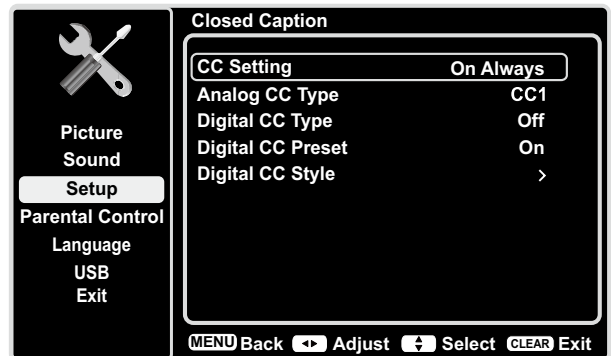 Closed Caption
CC Setting On Always
Analog CC Type CC1
Digital CC Type Off
Digital CC Preset On
Digital CC Style >
Picture
Sound
Setup
Parental Control
Language
USB
Exit
MENU Back Adjust Select CLEAR Exit